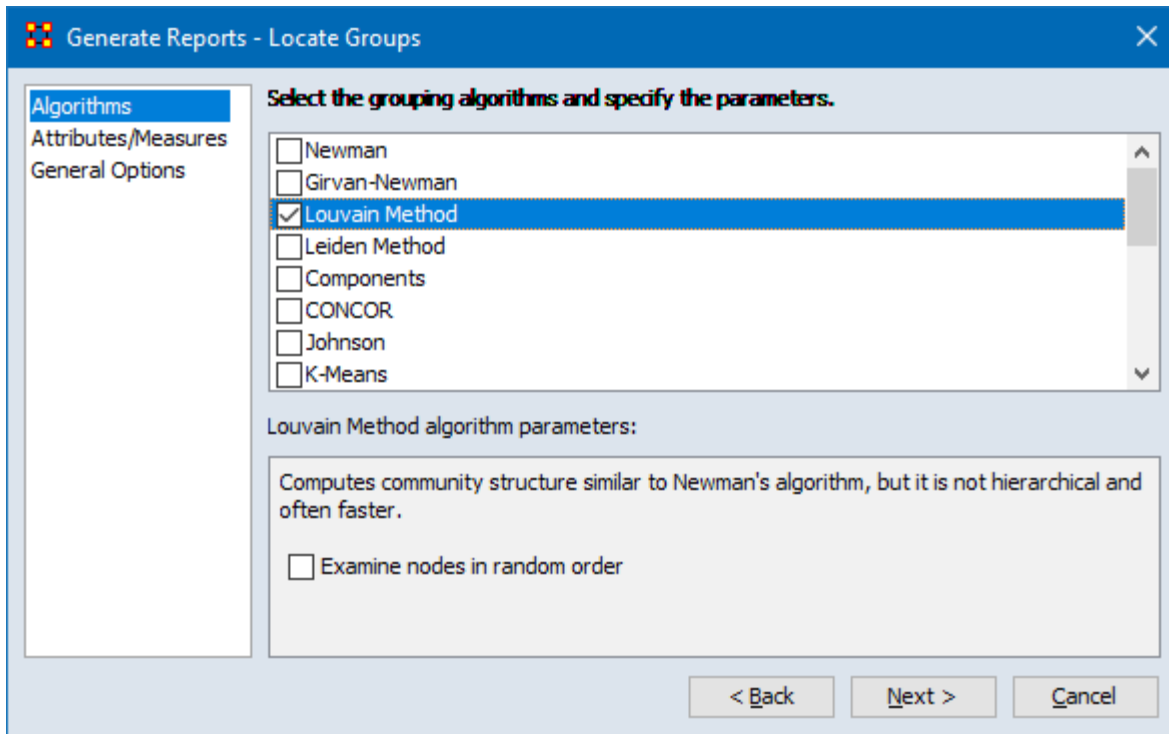 Generate Reports - Locate Groups
Algorithms
Attributes/Measures
General Options
Select the grouping algorithms and specify the parameters.
Newman
Girvan-Newman
Louvain Method
Leiden Method
Components
CONCOR
Johnson
K-Means
Louvain Method algorithm parameters:
Computes community structure similar to Newman's algorithm, but it is not hierarchical and
often faster.
Examine nodes in random order
< Back Next > Cancel